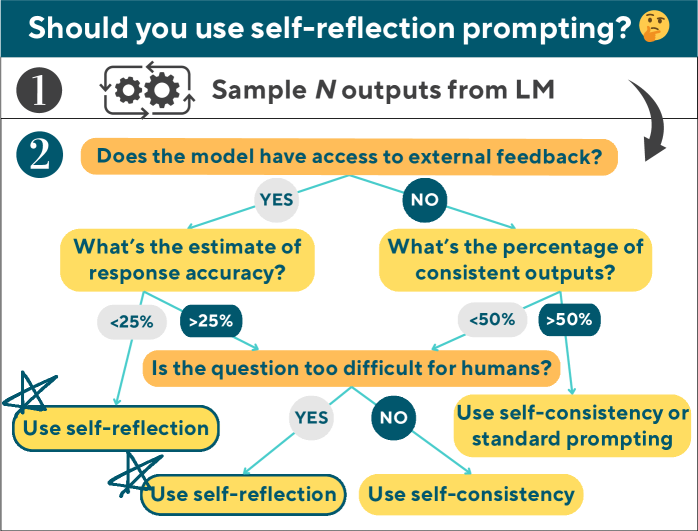 Should you use self-reflection prompting? 🤔
1
Sample N outputs from LM
2
Does the model have access to external feedback?
YES
NO
What's the estimate of
response accuracy?
What's the percentage of
consistent outputs?
<25%
>25%
<50%
>50%
Is the question too difficult for humans?
Use self-reflection
YES
NO
Use self-consistency or
standard prompting
Use self-reflection
Use self-consistency